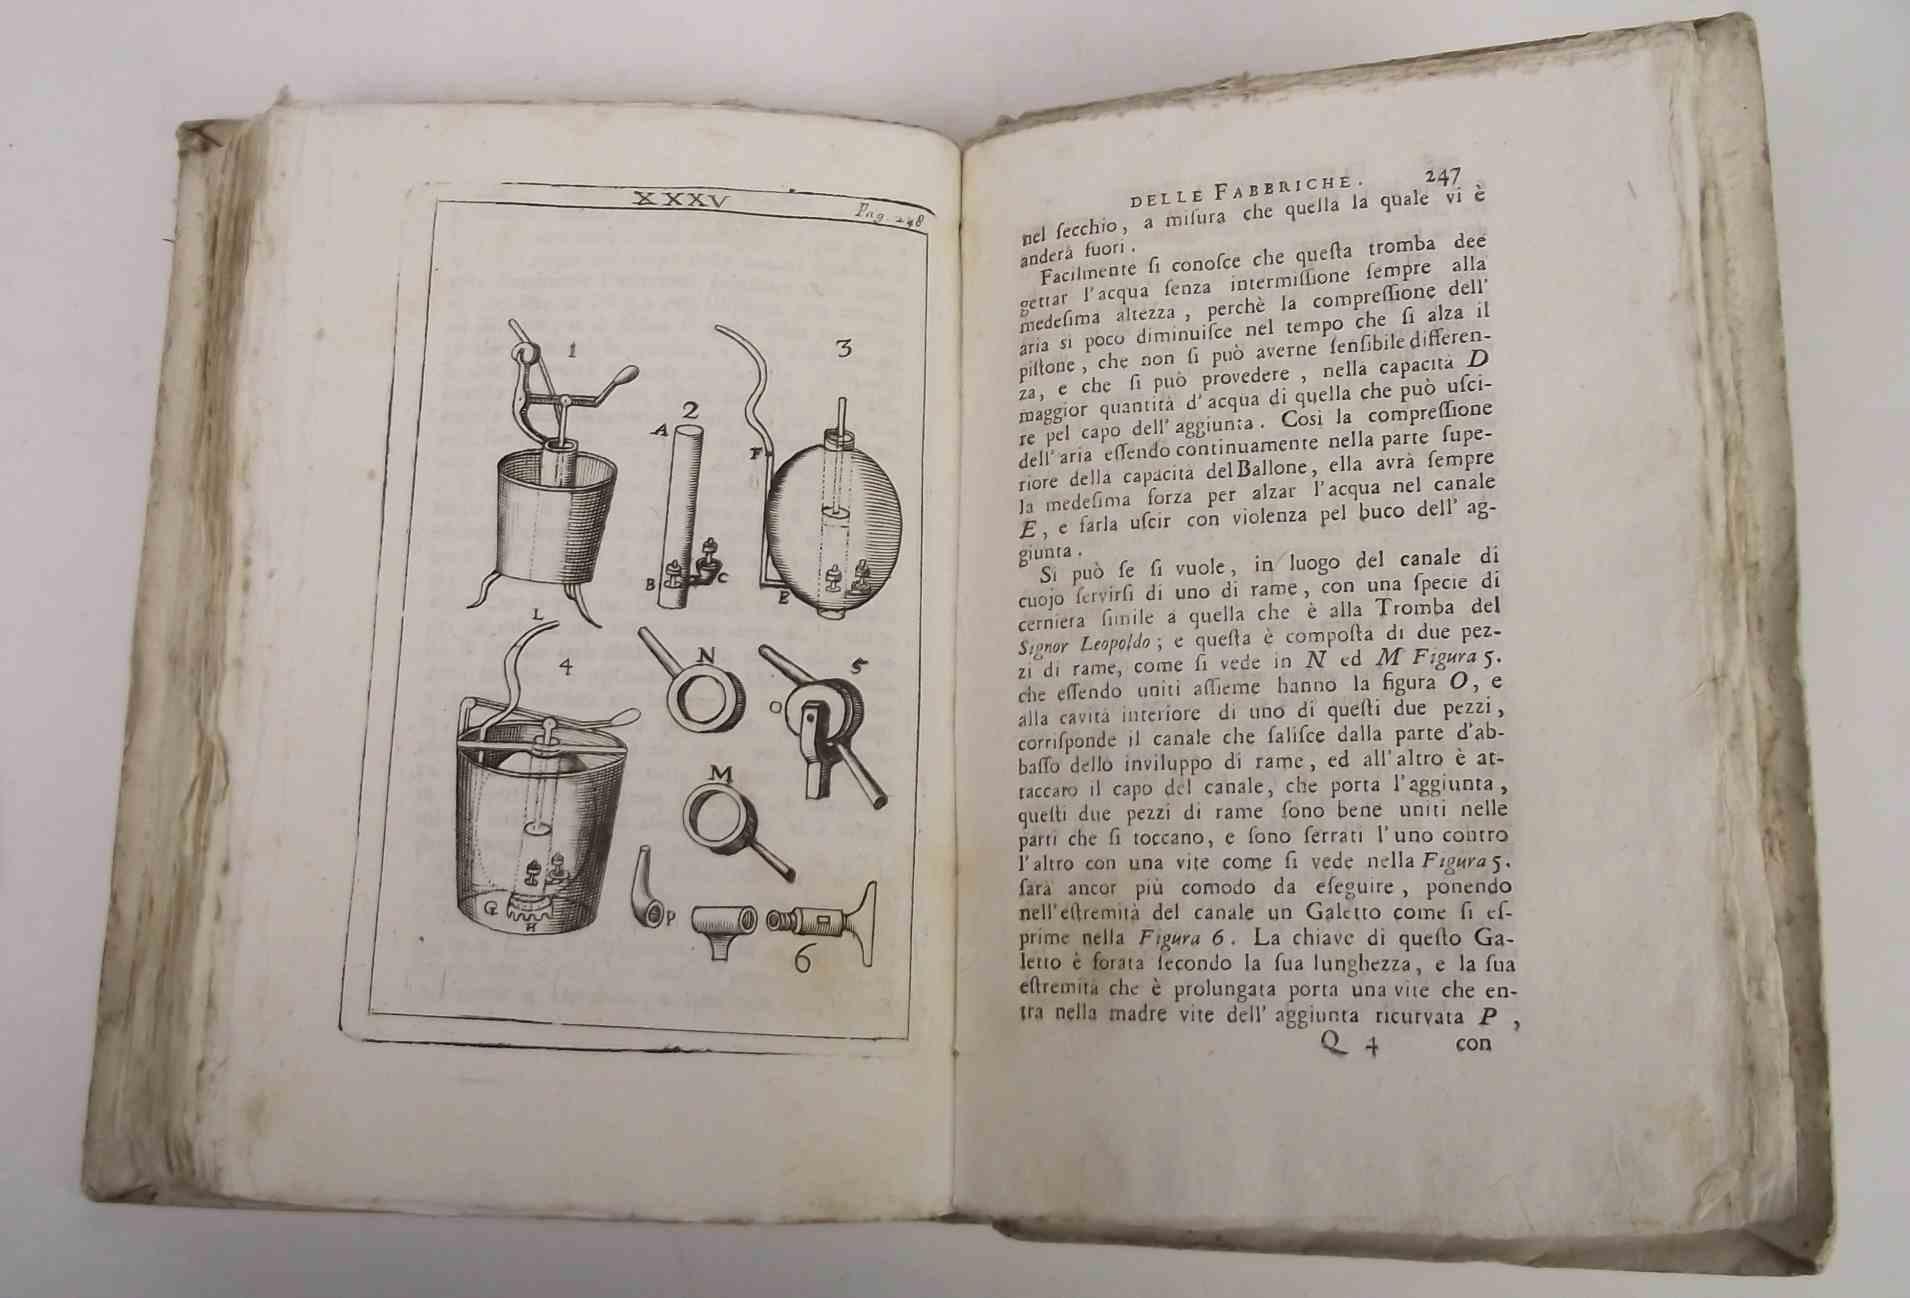 XXXV
Pag. 248
1
2
3
A
F
B
C
E
L
4
N
5
O
M
G
H
P
6
DELLE FABBRICHE. 247
nel ſecchio, a miſura che quella la quale vi è
anderà fuori.
Facilmente ſi conoſce che queſta tromba dee
gettar l'acqua ſenza intermiſſione ſempre alla
medeſima altezza, perchè la compreſſione dell'
aria si poco diminuiſce nel tempo che ſi alza il
piſtone, che non ſi può averne ſenſibile differen-
za, e che ſi può provedere, nella capacità D
maggior quantità d'acqua di quella che può uſci-
re pel capo dell'aggiunta. Così la compreſſione
dell'aria eſſendo continuamente nella parte ſupe-
riore della capacità del Ballone, ella avrà ſempre
la medeſima forza per alzar l'acqua nel canale
E, e farla uſcir con violenza pel buco dell' ag-
giunta.
Si può ſe ſi vuole, in luogo del canale di
cuojo ſervirſi di uno di rame, con una ſpecie di
cerniera ſimile a quella che è alla Tromba del
Signor Leopoldo; e queſta è compoſta di due pez-
zi di rame, come ſi vede in N ed M Figura 5.
che eſſendo uniti aſſieme hanno la figura O, e
alla cavità interiore di uno di queſti due pezzi,
corriſponde il canale che ſaliſce dalla parte d'ab-
baſſo dello inviluppo di rame, ed all'altro è at-
taccato il capo del canale, che porta l'aggiunta,
queſti due pezzi di rame ſono bene uniti nelle
parti che ſi toccano, e ſono ſerrati l'uno contro
l'altro con una vite come ſi vede nella Figura 5.
ſarà ancor più comodo da eſeguire, ponendo
nell'eſtremità del canale un Galetto come ſi eſ-
prime nella Figura 6. La chiave di queſto Ga-
letto è forata ſecondo la ſua lunghezza, e la ſua
eſtremità che è prolungata porta una vite che en-
tra nella madre vite dell'aggiunta ricurvata P,
Q 4 con